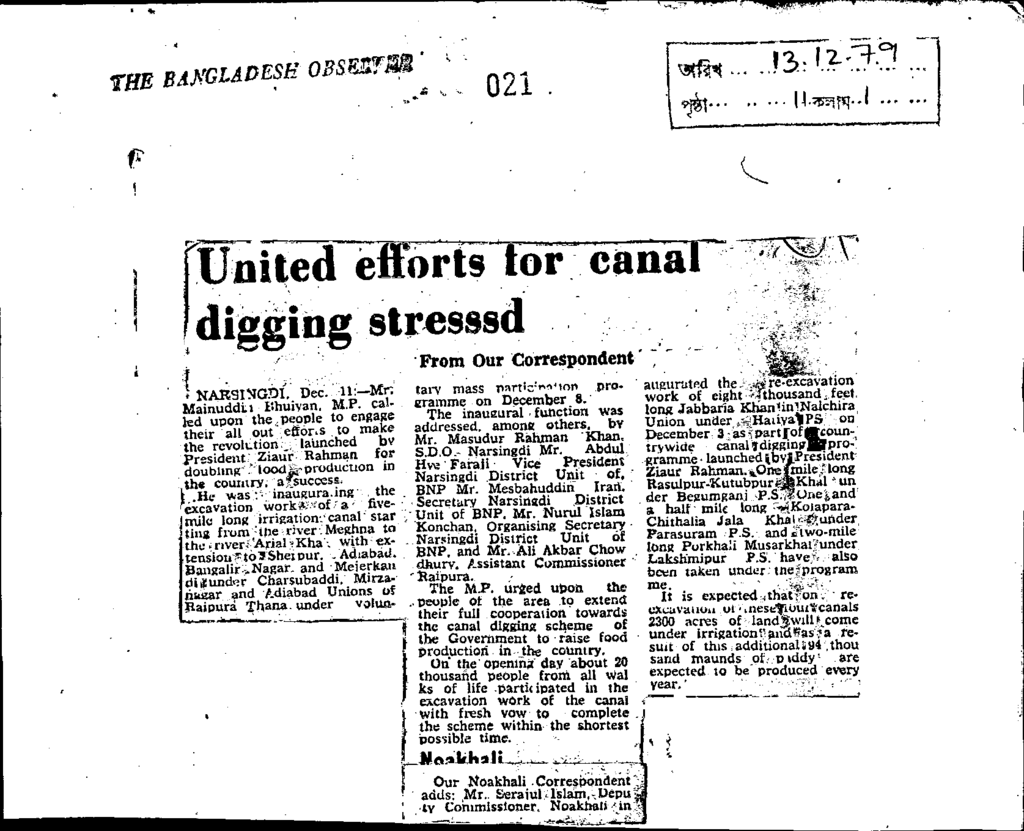 THE BANGLADESH OBSERVER
021
তারিখ ... 13.12.79 ...
পৃষ্ঠা... ... 11 কলাম..1 ... ...
United efforts for canal
digging stresssd
From Our Correspondent
NARSINGDI, Dec. 11:—Mr.
Mainuddin Bhuiyan, M.P. cal-
led upon the people to engage
their all out efforts to make
the revolution launched by
President Ziaur Rahman for
doubling food production in
the country, a success.
He was inaugurating the
excavation work of a five-
mile long irrigation canal star
ting from the river Meghna to
the river Arial Kha with ex-
tension to Sherpur, Adiabad,
Bangalir Nagar and Mejerkan
di under Charsubaddi, Mirza-
nagar and Adiabad Unions of
Raipura Thana under volun-
tary mass participation pro-
gramme on December 8.
The inaugural function was
addressed, among others, by
Mr. Masudur Rahman Khan,
S.D.O. Narsingdi Mr. Abdul
Hye Farali Vice President
Narsingdi District Unit of,
BNP Mr. Mesbahuddin Iran,
Secretary Narsingdi District
Unit of BNP, Mr. Nurul Islam
Konchan, Organising Secretary
Narsingdi District Unit of
BNP, and Mr. Ali Akbar Chow
dhury, Assistant Commissioner
Raipura.
The M.P. urged upon the
people of the area to extend
their full cooperation towards
the canal digging scheme of
the Government to raise food
production in the country.
On the opening day about 20
thousand people from all wal
ks of life participated in the
excavation work of the canal
with fresh vow to complete
the scheme within the shortest
possible time.
Noakhali
Our Noakhali Correspondent
adds: Mr. Serajul Islam, Depu
ty Commissioner, Noakhali in
augurated the re-excavation
work of eight thousand feet
long Jabbaria Khan in Nalchira
Union under Hatiya PS on
December 3 as part of coun-
trywide canal digging pro-
gramme launched by President
Ziaur Rahman. One mile long
Rasulpur-Kutubpur Khal un
der Begumganj P.S. One and
a half mile long Kolapara-
Chithalia Jala Khal under
Parasuram P.S. and two-mile
long Porkhali Musarkhal under
Lakshmipur P.S. have also
been taken under the program
me.
It is expected that on re-
excavation of these four canals
2300 acres of land will come
under irrigation and as a re-
sult of this additional 94 thou
sand maunds of paddy are
expected to be produced every
year.